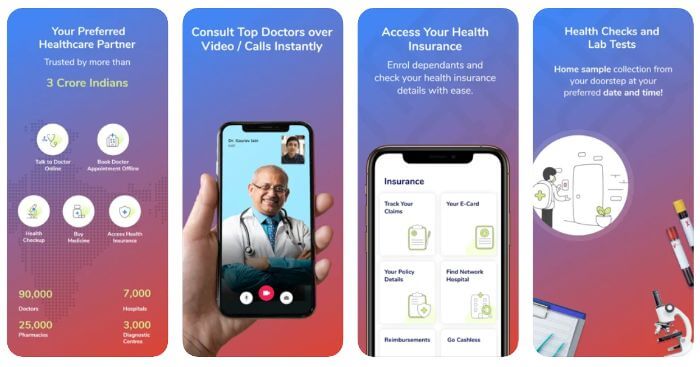 Your Preferred
Healthcare Partner
Trusted by more than
3 Crore Indians
Talk to Doctor
Online
Book Doctor
Appointment Offline
Health
Checkup
Buy
Medicine
Access Health
Insurance
90,000
Doctors
7,000
Hospitals
25,000
Pharmacies
3,000
Diagnostic
Centres
Consult Top Doctors over
Video / Calls Instantly
Dr. Gaurav Jain
Access Your Health
Insurance
Enrol dependants and
check your health insurance
details with ease.
Insurance
Track Your
Claims
Your E-Card
Your Policy
Details
Find Network
Hospital
Reimbursements
Go Cashless
Health Checks and
Lab Tests
Home sample collection from
your doorstep at your
preferred date and time!